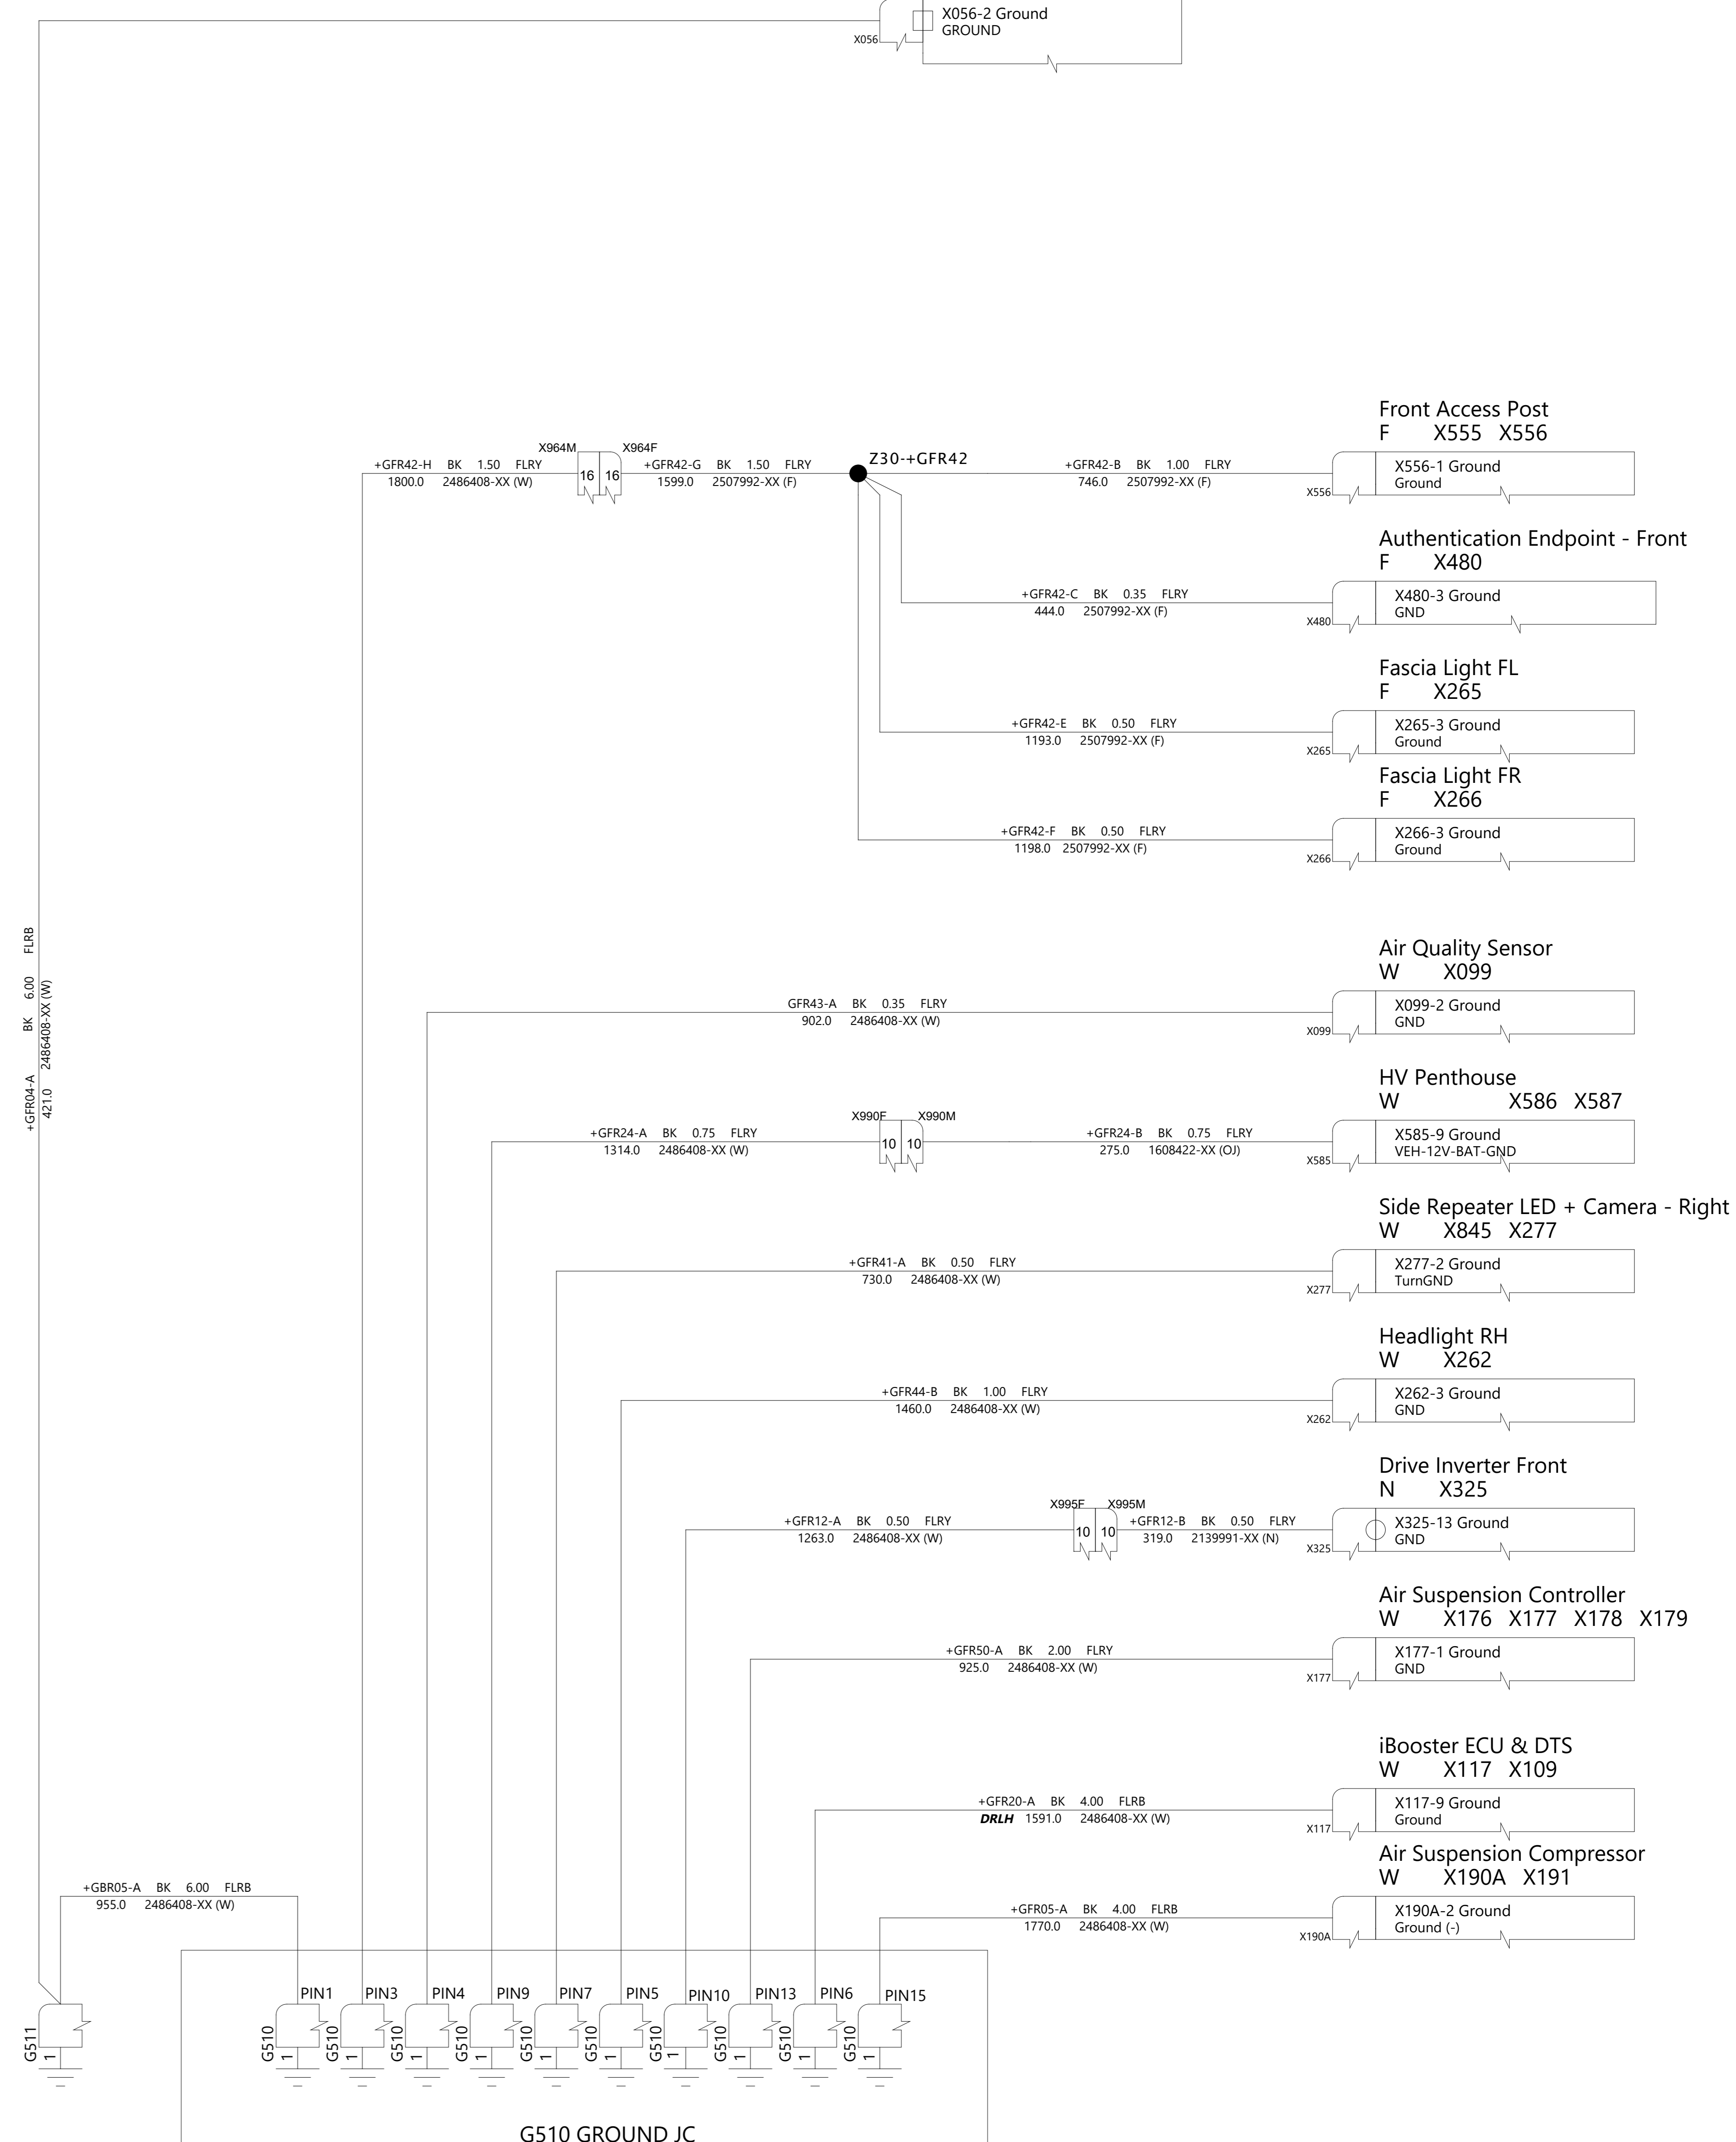 X056-2 Ground
GROUND
X056
Front Access Post
F X555 X556
X964M X964F
Z30-+GFR42
+GFR42-H BK 1.50 FLRY
1800.0 2486408-XX (W)
16 16
+GFR42-G BK 1.50 FLRY
1599.0 2507992-XX (F)
+GFR42-B BK 1.00 FLRY
746.0 2507992-XX (F)
X556
X556-1 Ground
Ground
Authentication Endpoint - Front
F X480
+GFR42-C BK 0.35 FLRY
444.0 2507992-XX (F)
X480
X480-3 Ground
GND
Fascia Light FL
F X265
+GFR42-E BK 0.50 FLRY
1193.0 2507992-XX (F)
X265
X265-3 Ground
Ground
Fascia Light FR
F X266
+GFR42-F BK 0.50 FLRY
1198.0 2507992-XX (F)
X266
X266-3 Ground
Ground
+GFR04-A BK 6.00 FLRB
421.0 2486408-XX (W)
Air Quality Sensor
W X099
GFR43-A BK 0.35 FLRY
902.0 2486408-XX (W)
X099
X099-2 Ground
GND
HV Penthouse
W X586 X587
X990F X990M
+GFR24-A BK 0.75 FLRY
1314.0 2486408-XX (W)
10 10
+GFR24-B BK 0.75 FLRY
275.0 1608422-XX (OJ)
X585
X585-9 Ground
VEH-12V-BAT-GND
Side Repeater LED + Camera - Right
W X845 X277
+GFR41-A BK 0.50 FLRY
730.0 2486408-XX (W)
X277
X277-2 Ground
TurnGND
Headlight RH
W X262
+GFR44-B BK 1.00 FLRY
1460.0 2486408-XX (W)
X262
X262-3 Ground
GND
Drive Inverter Front
N X325
X995F X995M
+GFR12-A BK 0.50 FLRY
1263.0 2486408-XX (W)
10 10
+GFR12-B BK 0.50 FLRY
319.0 2139991-XX (N)
X325
X325-13 Ground
GND
Air Suspension Controller
W X176 X177 X178 X179
+GFR50-A BK 2.00 FLRY
925.0 2486408-XX (W)
X177
X177-1 Ground
GND
iBooster ECU & DTS
W X117 X109
+GFR20-A BK 4.00 FLRB
DRLH 1591.0 2486408-XX (W)
X117
X117-9 Ground
Ground
Air Suspension Compressor
W X190A X191
+GBR05-A BK 6.00 FLRB
955.0 2486408-XX (W)
+GFR05-A BK 4.00 FLRB
1770.0 2486408-XX (W)
X190A
X190A-2 Ground
Ground (-)
PIN1 PIN3 PIN4 PIN9 PIN7 PIN5 PIN10 PIN13 PIN6 PIN15
G511 G510 G510 G510 G510 G510 G510 G510 G510 G510 G510
1 1 1 1 1 1 1 1 1 1 1
G510 GROUND JC